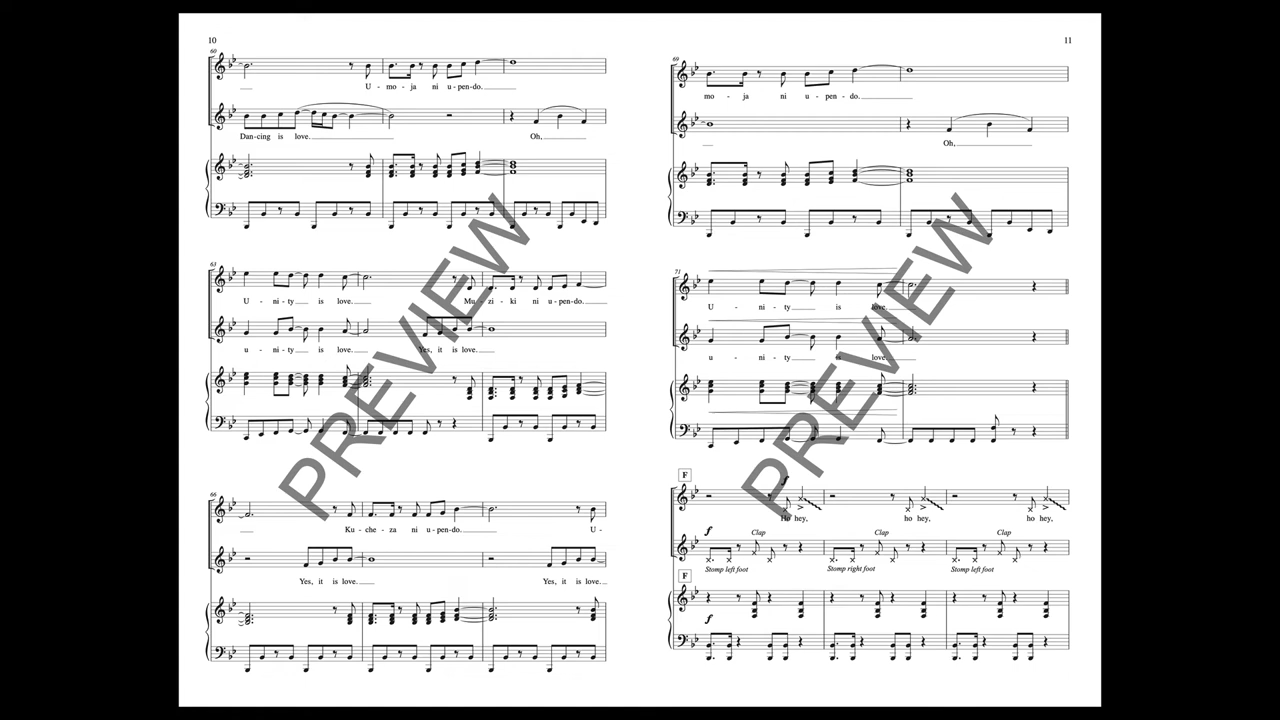 10
60
U - mo - ja ni u - pen - do.
Dan - cing is love. Oh,
63
U - ni - ty is love. Mu - zi - ki ni u - pen - do.
u - ni - ty is love. Yes, it is love.
66
Ku - che - za ni u - pen - do. U -
Yes, it is love. Yes, it is love.
PREVIEW
11
69
mo - ja ni u - pen - do.
Oh,
71
U - ni - ty is love.
u - ni - ty is love.
F
f
Ho hey, ho hey, ho hey,
f Clap Clap Clap
Stomp left foot Stomp right foot Stomp left foot
F
f
PREVIEW